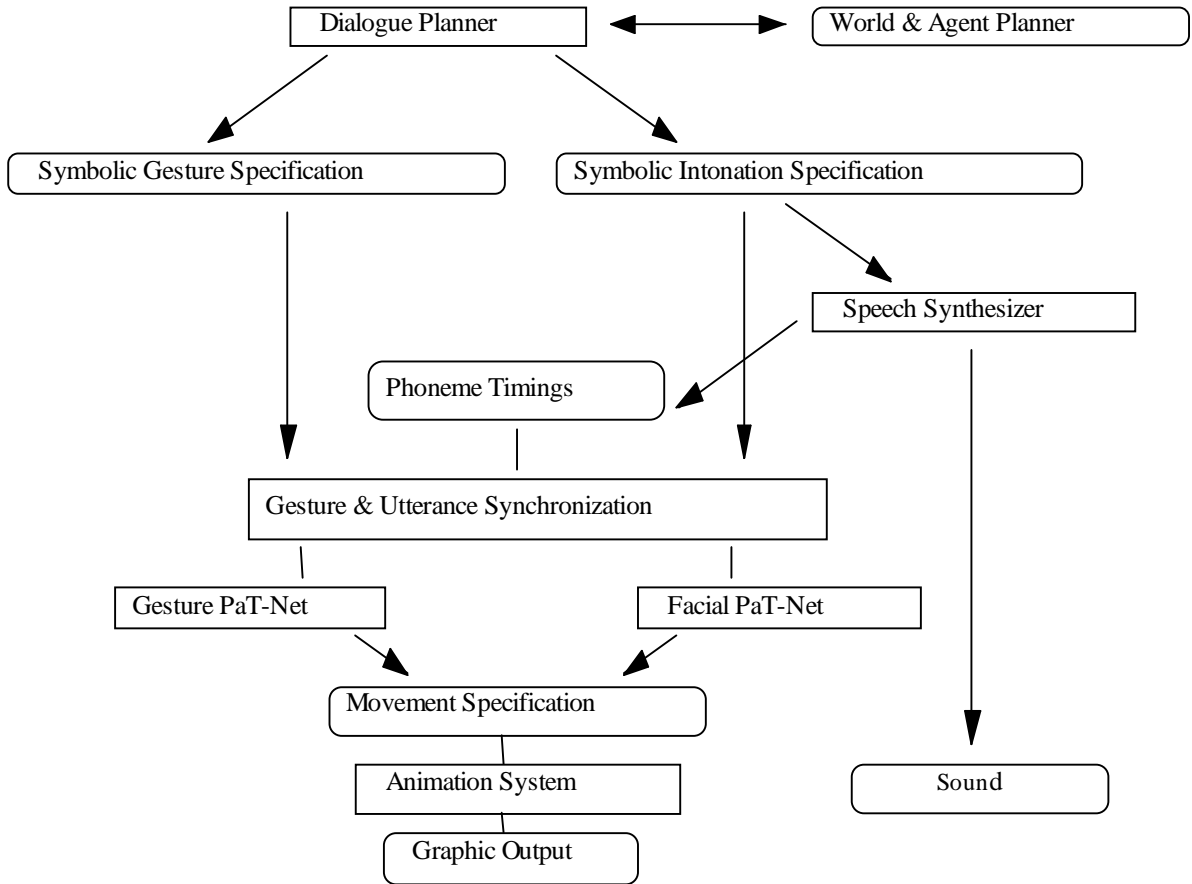 Dialogue Planner
World & Agent Planner
Symbolic Gesture Specification
Symbolic Intonation Specification
Speech Synthesizer
Phoneme Timings
Gesture & Utterance Synchronization
Gesture PaT-Net
Facial PaT-Net
Movement Specification
Animation System
Sound
Graphic Output